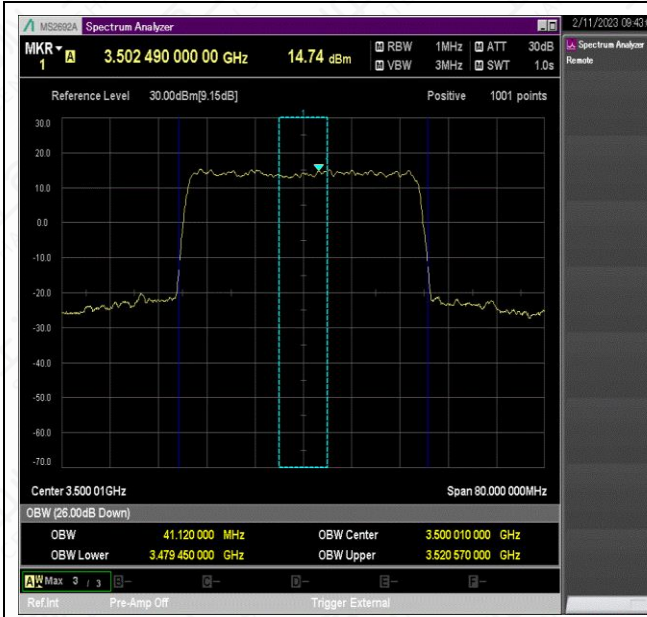 MS2692A Spectrum Analyzer
2/11/2023 09:43:
MKR 1 A 3.502 490 000 00 GHz 14.74 dBm
M RBW 1MHz M ATT 30dB
M VBW 3MHz M SWT 1.0s
Spectrum Analyzer
Remote
Reference Level 30.00dBm[9.15dB] Positive 1001 points
30.0
20.0
10.0
0.0
-10.0
-20.0
-30.0
-40.0
-50.0
-60.0
-70.0
Center 3.500 01GHz Span 80.000 000MHz
OBW (26.00dB Down)
OBW 41.120 000 MHz OBW Center 3.500 010 000 GHz
OBW Lower 3.479 450 000 GHz OBW Upper 3.520 570 000 GHz
A W Max 3 / 3 B- C- D- E- F-
Ref.Int Pre-Amp Off Trigger External